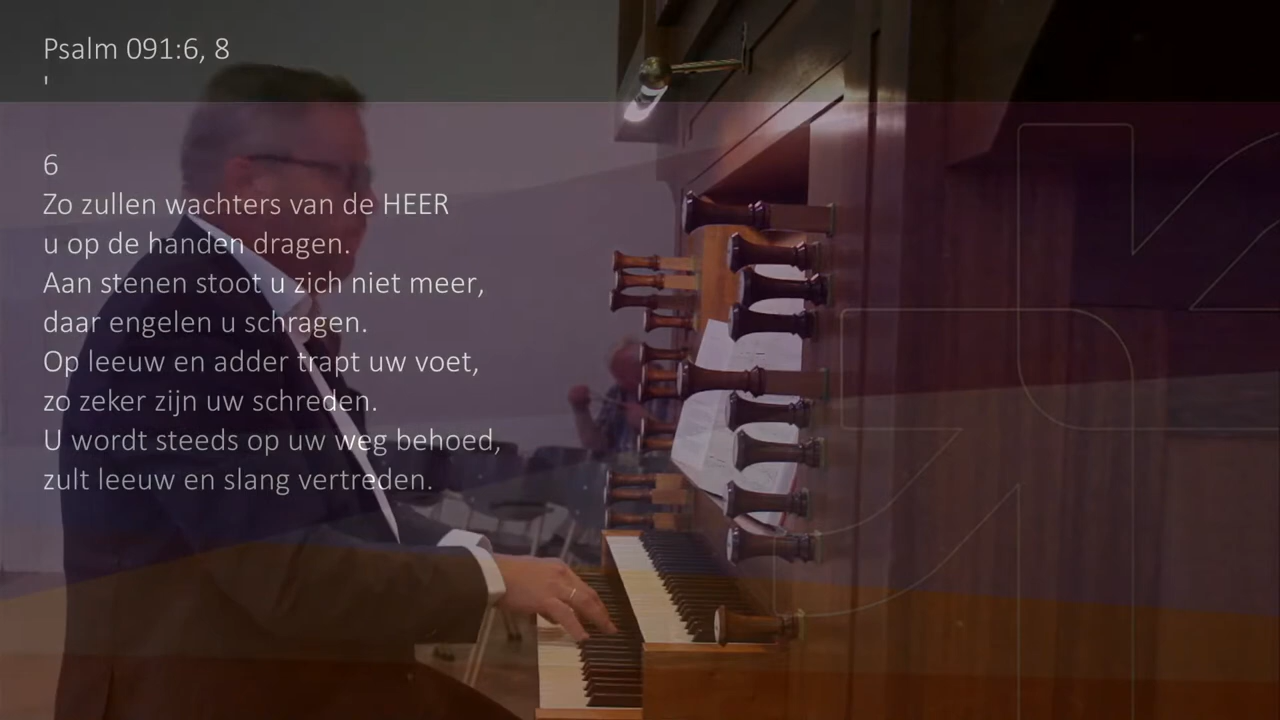 Psalm 091:6, 8
'
6
Zo zullen wachters van de HEER
u op de handen dragen.
Aan stenen stoot u zich niet meer,
daar engelen u schragen.
Op leeuw en adder trapt uw voet,
zo zeker zijn uw schreden.
U wordt steeds op uw weg behoed,
zult leeuw en slang vertreden.